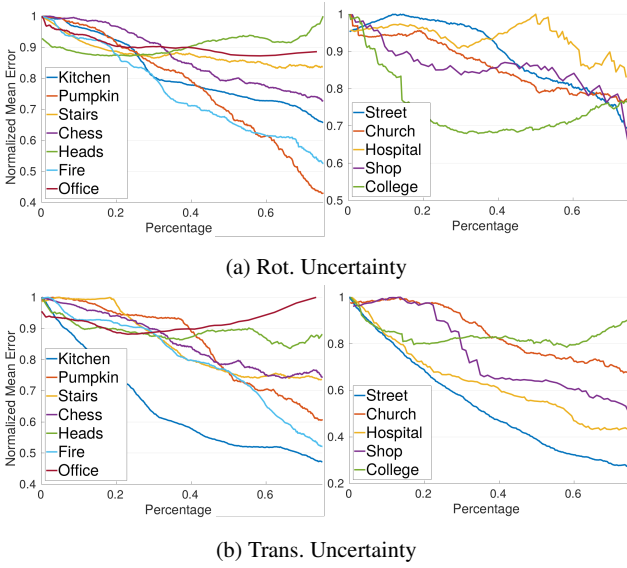 Normalized Mean Error
1
0.9
0.8
0.7
0.6
0.5
0.4
Kitchen
Pumpkin
Stairs
Chess
Heads
Fire
Office
0
0.2
0.4
0.6
Percentage
1
0.9
0.8
0.7
0.6
0.5
Street
Church
Hospital
Shop
College
0
0.2
0.4
0.6
Percentage
(a) Rot. Uncertainty
Normalized Mean Error
1
0.9
0.8
0.7
0.6
0.5
0.4
Kitchen
Pumpkin
Stairs
Chess
Heads
Fire
Office
0
0.2
0.4
0.6
Percentage
1
0.8
0.6
0.4
0.2
Street
Church
Hospital
Shop
College
0
0.2
0.4
0.6
Percentage
(b) Trans. Uncertainty